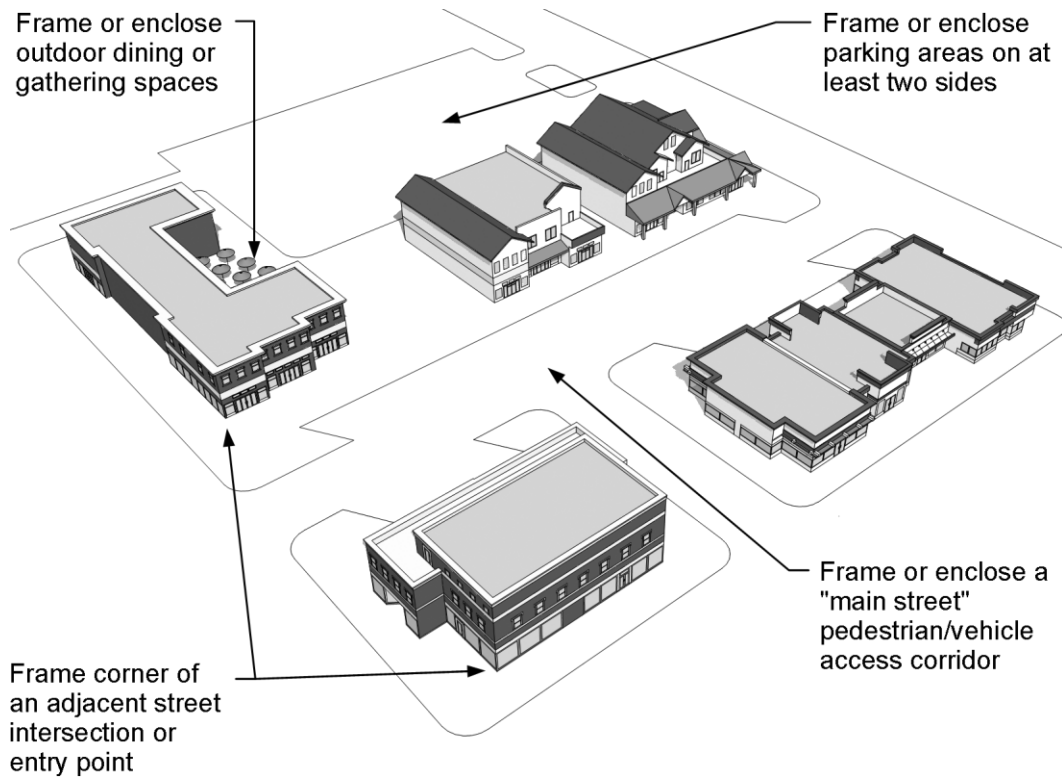 Frame or enclose
outdoor dining or
gathering spaces
Frame or enclose
parking areas on at
least two sides
Frame or enclose a
"main street"
pedestrian/vehicle
access corridor
Frame corner of
an adjacent street
intersection or
entry point